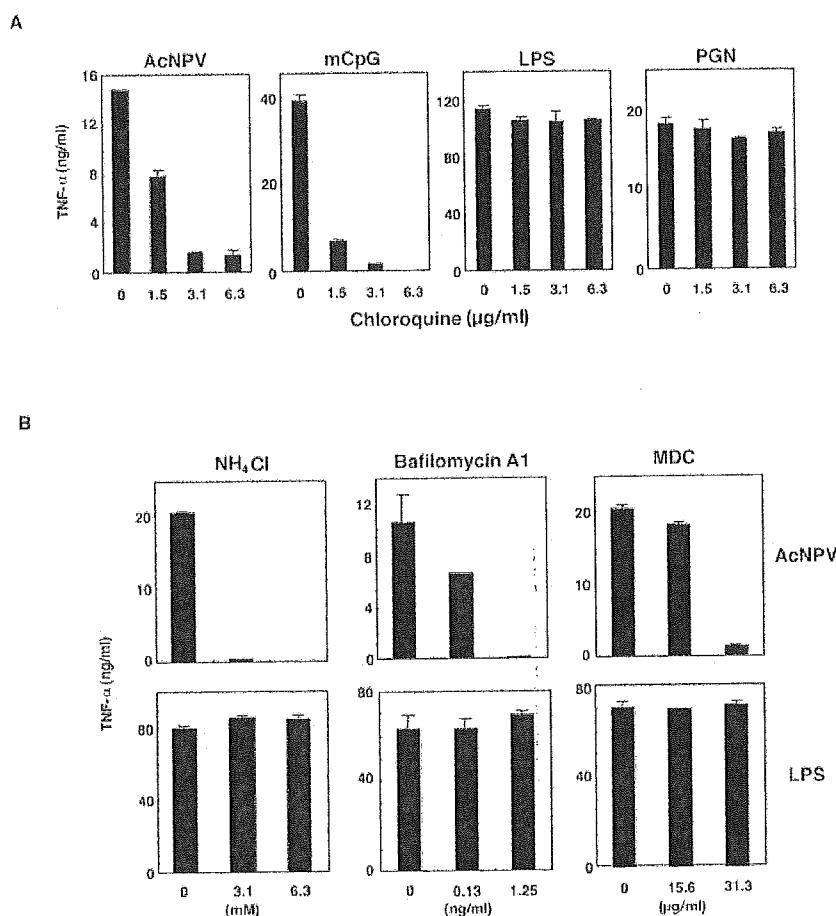 A
AcNPV
mCpG
LPS
PGN
TNF-α (ng/ml)
16
12
8
4
0
40
20
0
120
80
40
0
20
10
0
0 1.5 3.1 6.3
0 1.5 3.1 6.3
0 1.5 3.1 6.3
0 1.5 3.1 6.3
Chloroquine (µg/ml)
B
NH₄Cl
Bafilomycin A1
MDC
20
10
0
12
8
4
0
20
10
0
AcNPV
TNF-α (ng/ml)
80
40
0
80
40
0
80
40
0
LPS
0 3.1 6.3
(mM)
0 0.13 1.25
(ng/ml)
0 15.6 31.3
(µg/ml)